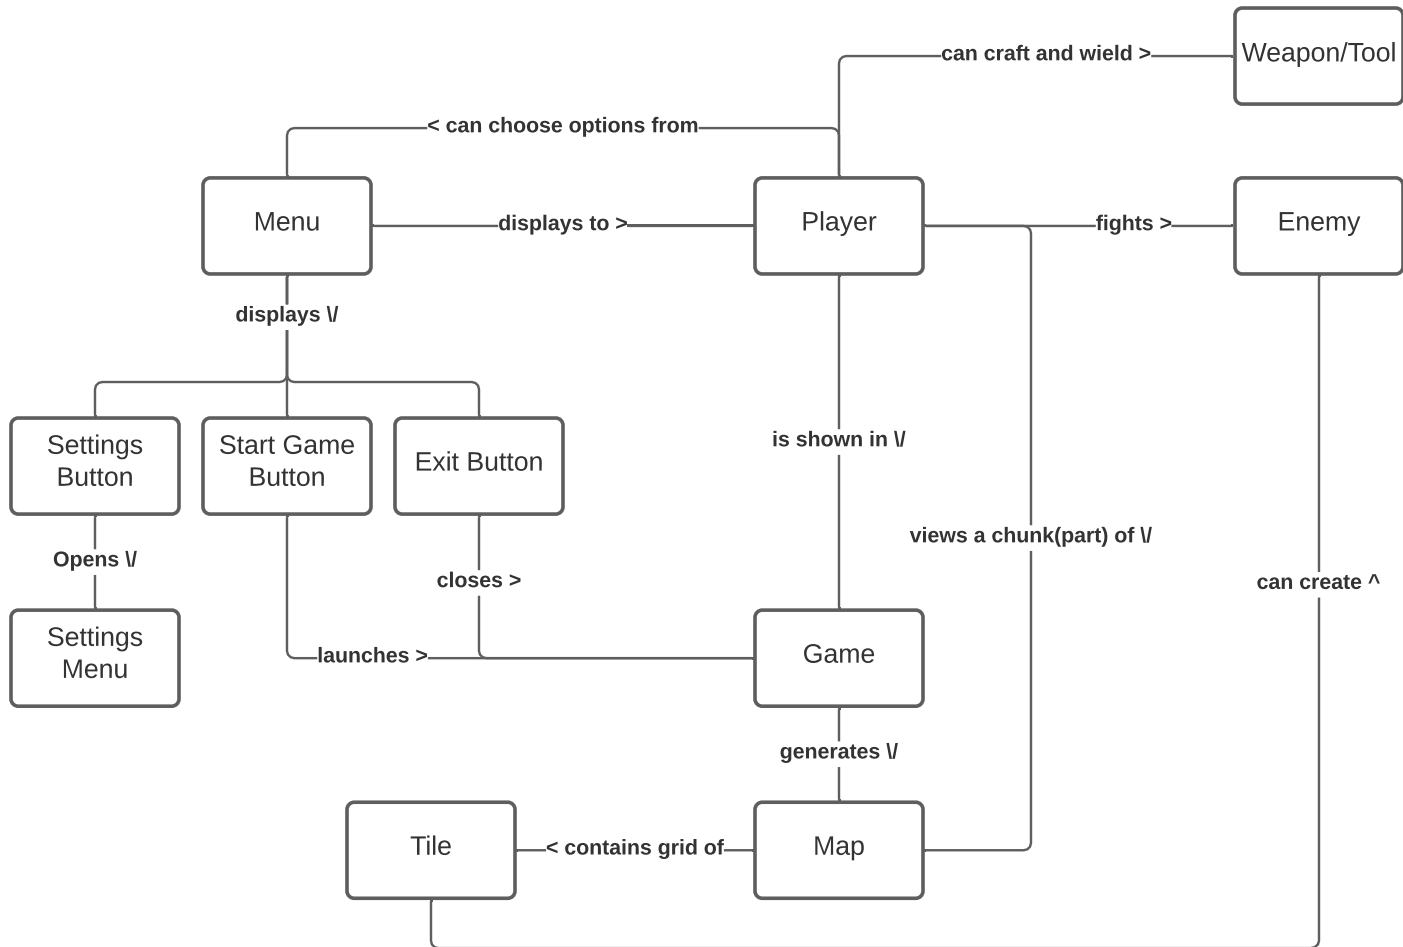 can craft and wield >
Weapon/Tool
< can choose options from
Menu
displays to >
Player
fights >
Enemy
displays \/
Settings
Button
Start Game
Button
Exit Button
is shown in \/
views a chunk(part) of \/
Opens \/
closes >
can create ^
Settings
Menu
launches >
Game
generates \/
Tile
< contains grid of
Map